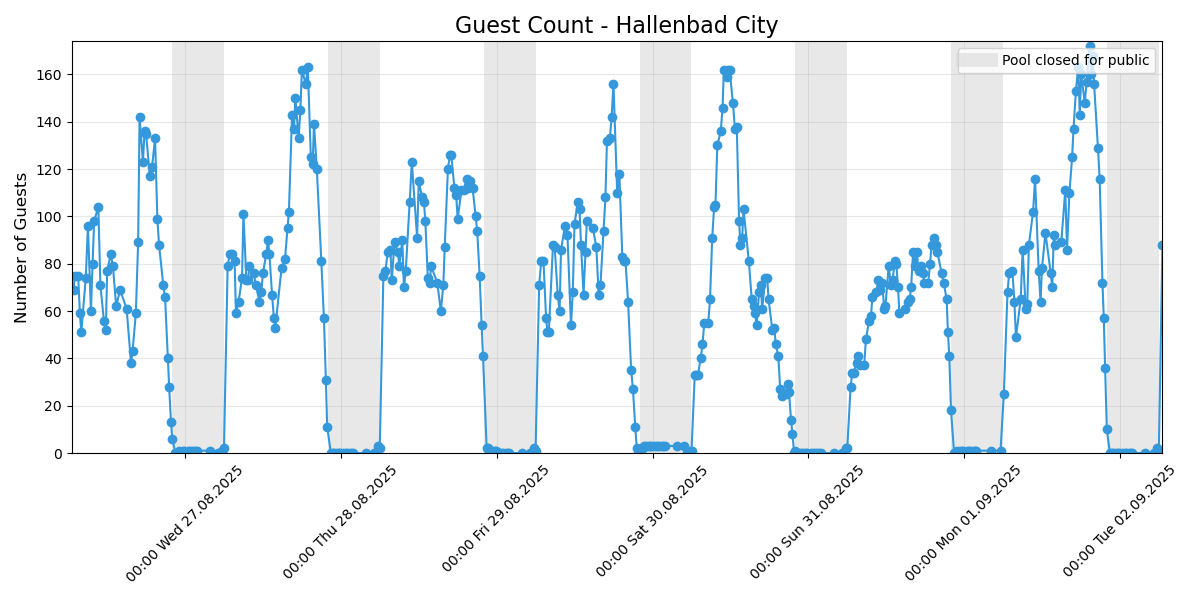 Guest Count - Hallenbad City
Pool closed for public
Number of Guests
160
140
120
100
80
60
40
20
0
00:00 Wed 27.08.2025
00:00 Thu 28.08.2025
00:00 Fri 29.08.2025
00:00 Sat 30.08.2025
00:00 Sun 31.08.2025
00:00 Mon 01.09.2025
00:00 Tue 02.09.2025